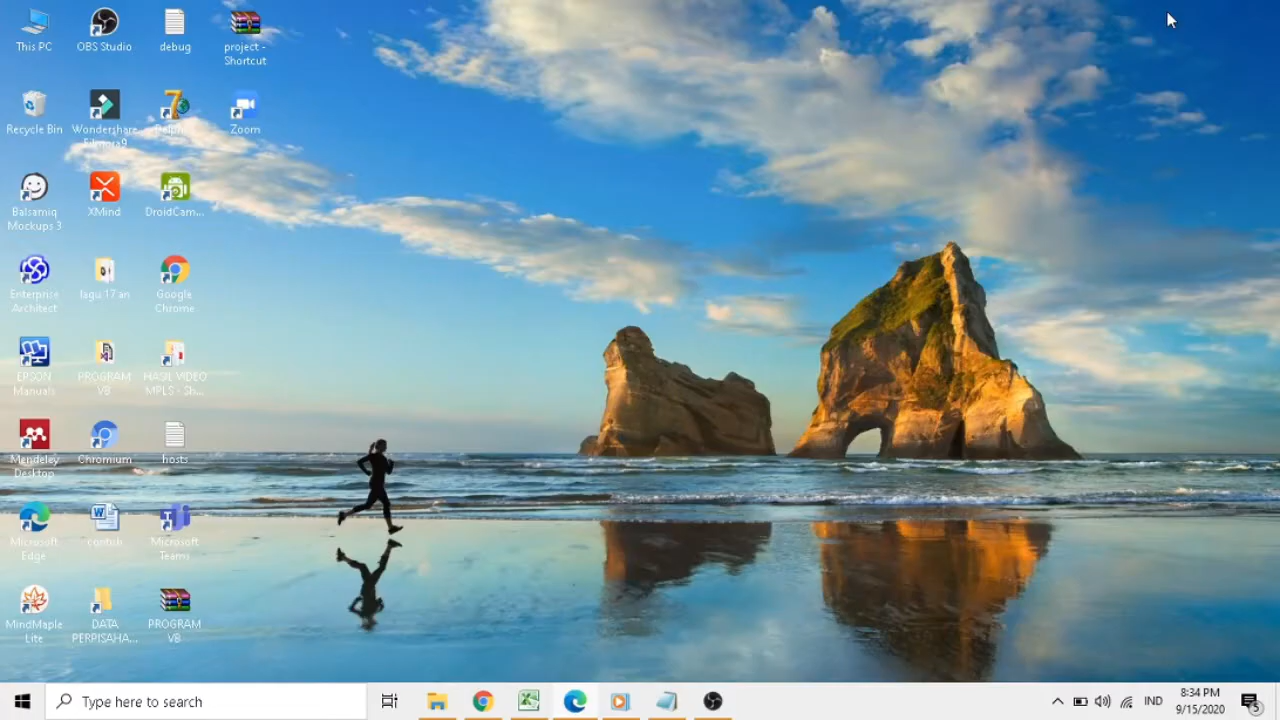 This PC
OBS Studio
debug
project -
Shortcut
Recycle Bin
Wondershare
Filmora9
Delphi
Zoom
Balsamiq
Mockups 3
XMind
DroidCam...
Enterprise
Architect
lagu 17 an
Google
Chrome
EPSON
Manuals
PROGRAM
VB
HASIL VIDEO
MPLS - Sh...
Mendeley
Desktop
Chromium
hosts
Microsoft
Edge
contoh
Microsoft
Teams
MindMaple
Lite
DATA
PERPISAHA...
PROGRAM
VB
Type here to search
IND
8:34 PM
9/15/2020
5